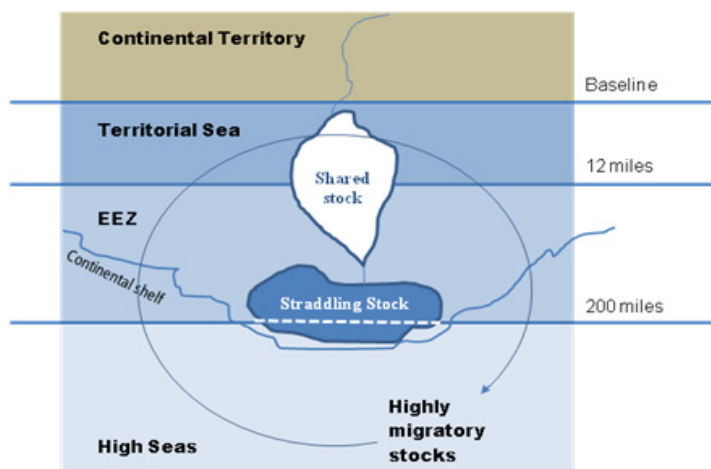 Continental Territory
Baseline
Territorial Sea
Shared
stock
12 miles
EEZ
Continental shelf
Straddling Stock
200 miles
Highly
migratory
stocks
High Seas